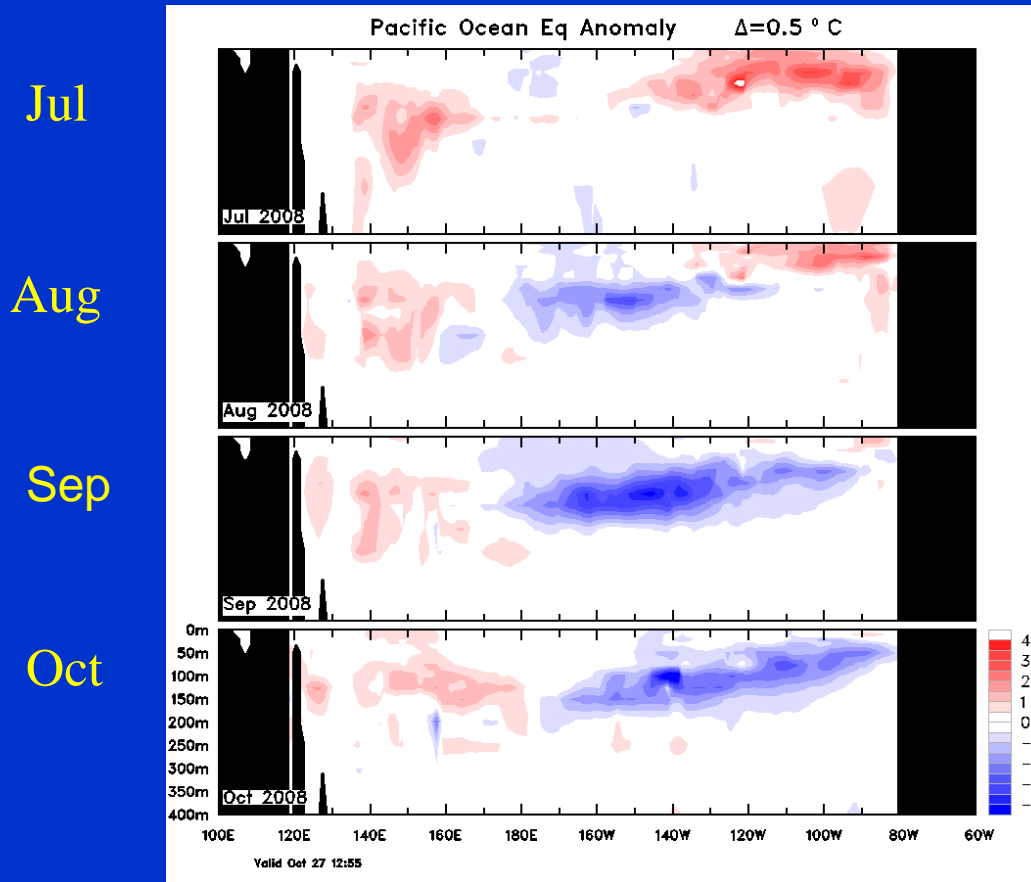 Pacific Ocean Eq Anomaly Δ=0.5 ° C
Jul
Jul 2008
Aug
Aug 2008
Sep
Sep 2008
Oct
Oct 2008
0m
50m
100m
150m
200m
250m
300m
350m
400m
4
3
2
1
0
–
–
–
–
100E 120E 140E 160E 180E 160W 140W 120W 100W 80W 60W
Valid Oct 27 12:55